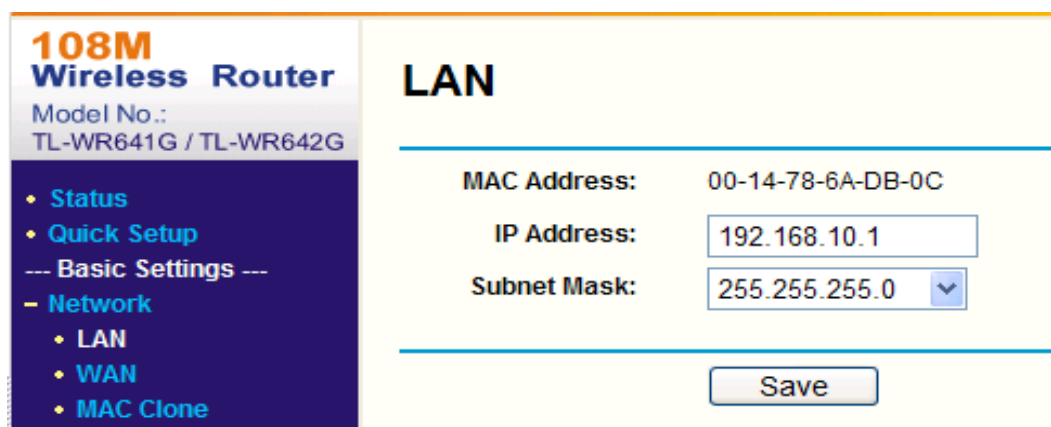 108M
Wireless Router
Model No.:
TL-WR641G / TL-WR642G
• Status
• Quick Setup
--- Basic Settings ---
– Network
• LAN
• WAN
• MAC Clone
LAN
MAC Address: 00-14-78-6A-DB-0C
IP Address: 192.168.10.1
Subnet Mask: 255.255.255.0
Save